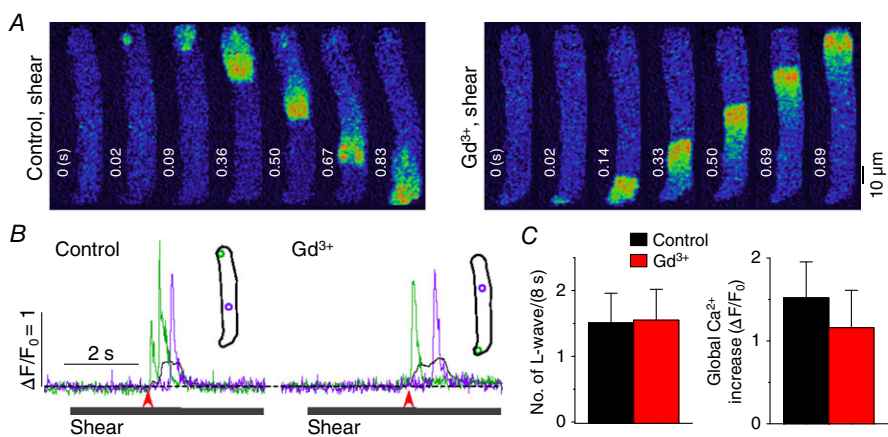 A
Control, shear
0 (s)
0.02
0.09
0.36
0.50
0.67
0.83
Gd³⁺, shear
0 (s)
0.02
0.14
0.33
0.50
0.69
0.89
10 µm
B
Control
Gd³⁺
ΔF/F₀ = 1
2 s
Shear
Shear
C
Control
Gd³⁺
No. of L-wave/(8 s)
2
1
0
Global Ca²⁺
increase (ΔF/F₀)
2
1
0